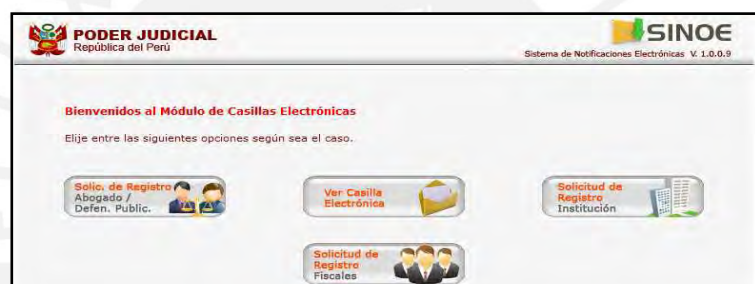 PODER JUDICIAL
República del Perú
SINOE
Sistema de Notificaciones Electrónicas V. 1.0.0.9
Bienvenidos al Módulo de Casillas Electrónicas
Elije entre las siguientes opciones según sea el caso.
Solic. de Registro
Abogado /
Defen. Public.
Ver Casilla
Electrónica
Solicitud de
Registro
Institución
Solicitud de
Registro
Fiscales